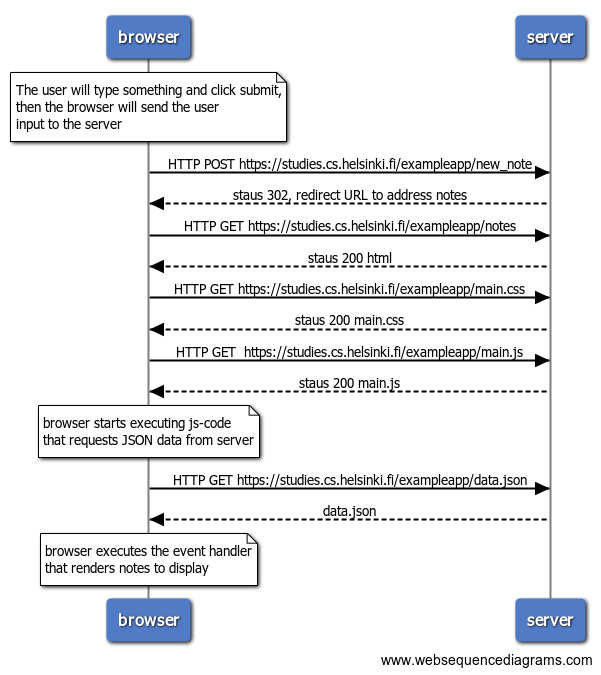 browser
server
The user will type something and click submit,
then the browser will send the user
input to the server
HTTP POST https://studies.cs.helsinki.fi/exampleapp/new_note
staus 302, redirect URL to address notes
HTTP GET https://studies.cs.helsinki.fi/exampleapp/notes
staus 200 html
HTTP GET https://studies.cs.helsinki.fi/exampleapp/main.css
staus 200 main.css
HTTP GET  https://studies.cs.helsinki.fi/exampleapp/main.js
staus 200 main.js
browser starts executing js-code
that requests JSON data from server
HTTP GET https://studies.cs.helsinki.fi/exampleapp/data.json
data.json
browser executes the event handler
that renders notes to display
browser
server
www.websequencediagrams.com